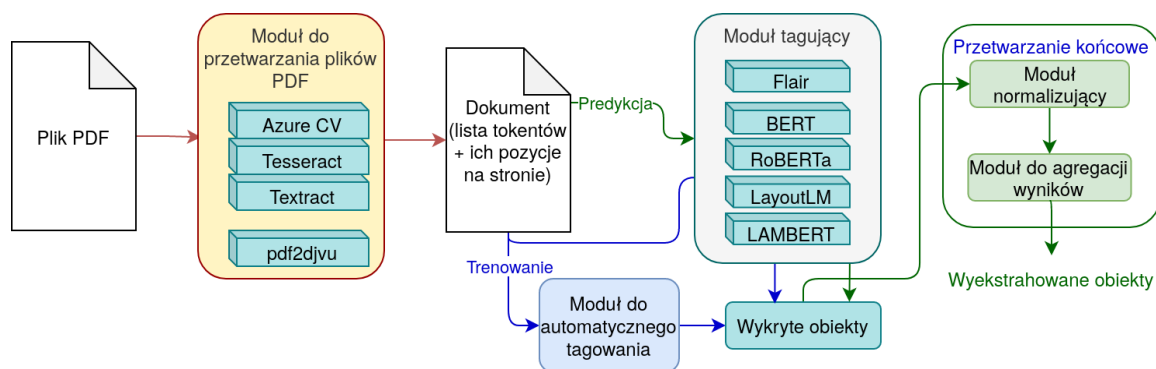 Plik PDF
Moduł do
przetwarzania plików
PDF
Azure CV
Tesseract
Textract
pdf2djvu
Dokument
(lista tokentów
+ ich pozycje
na stronie)
Predykcja
Trenowanie
Moduł tagujący
Flair
BERT
RoBERTa
LayoutLM
LAMBERT
Moduł do
automatycznego
tagowania
Wykryte obiekty
Przetwarzanie końcowe
Moduł
normalizujący
Moduł do agregacji
wyników
Wyekstrahowane obiekty